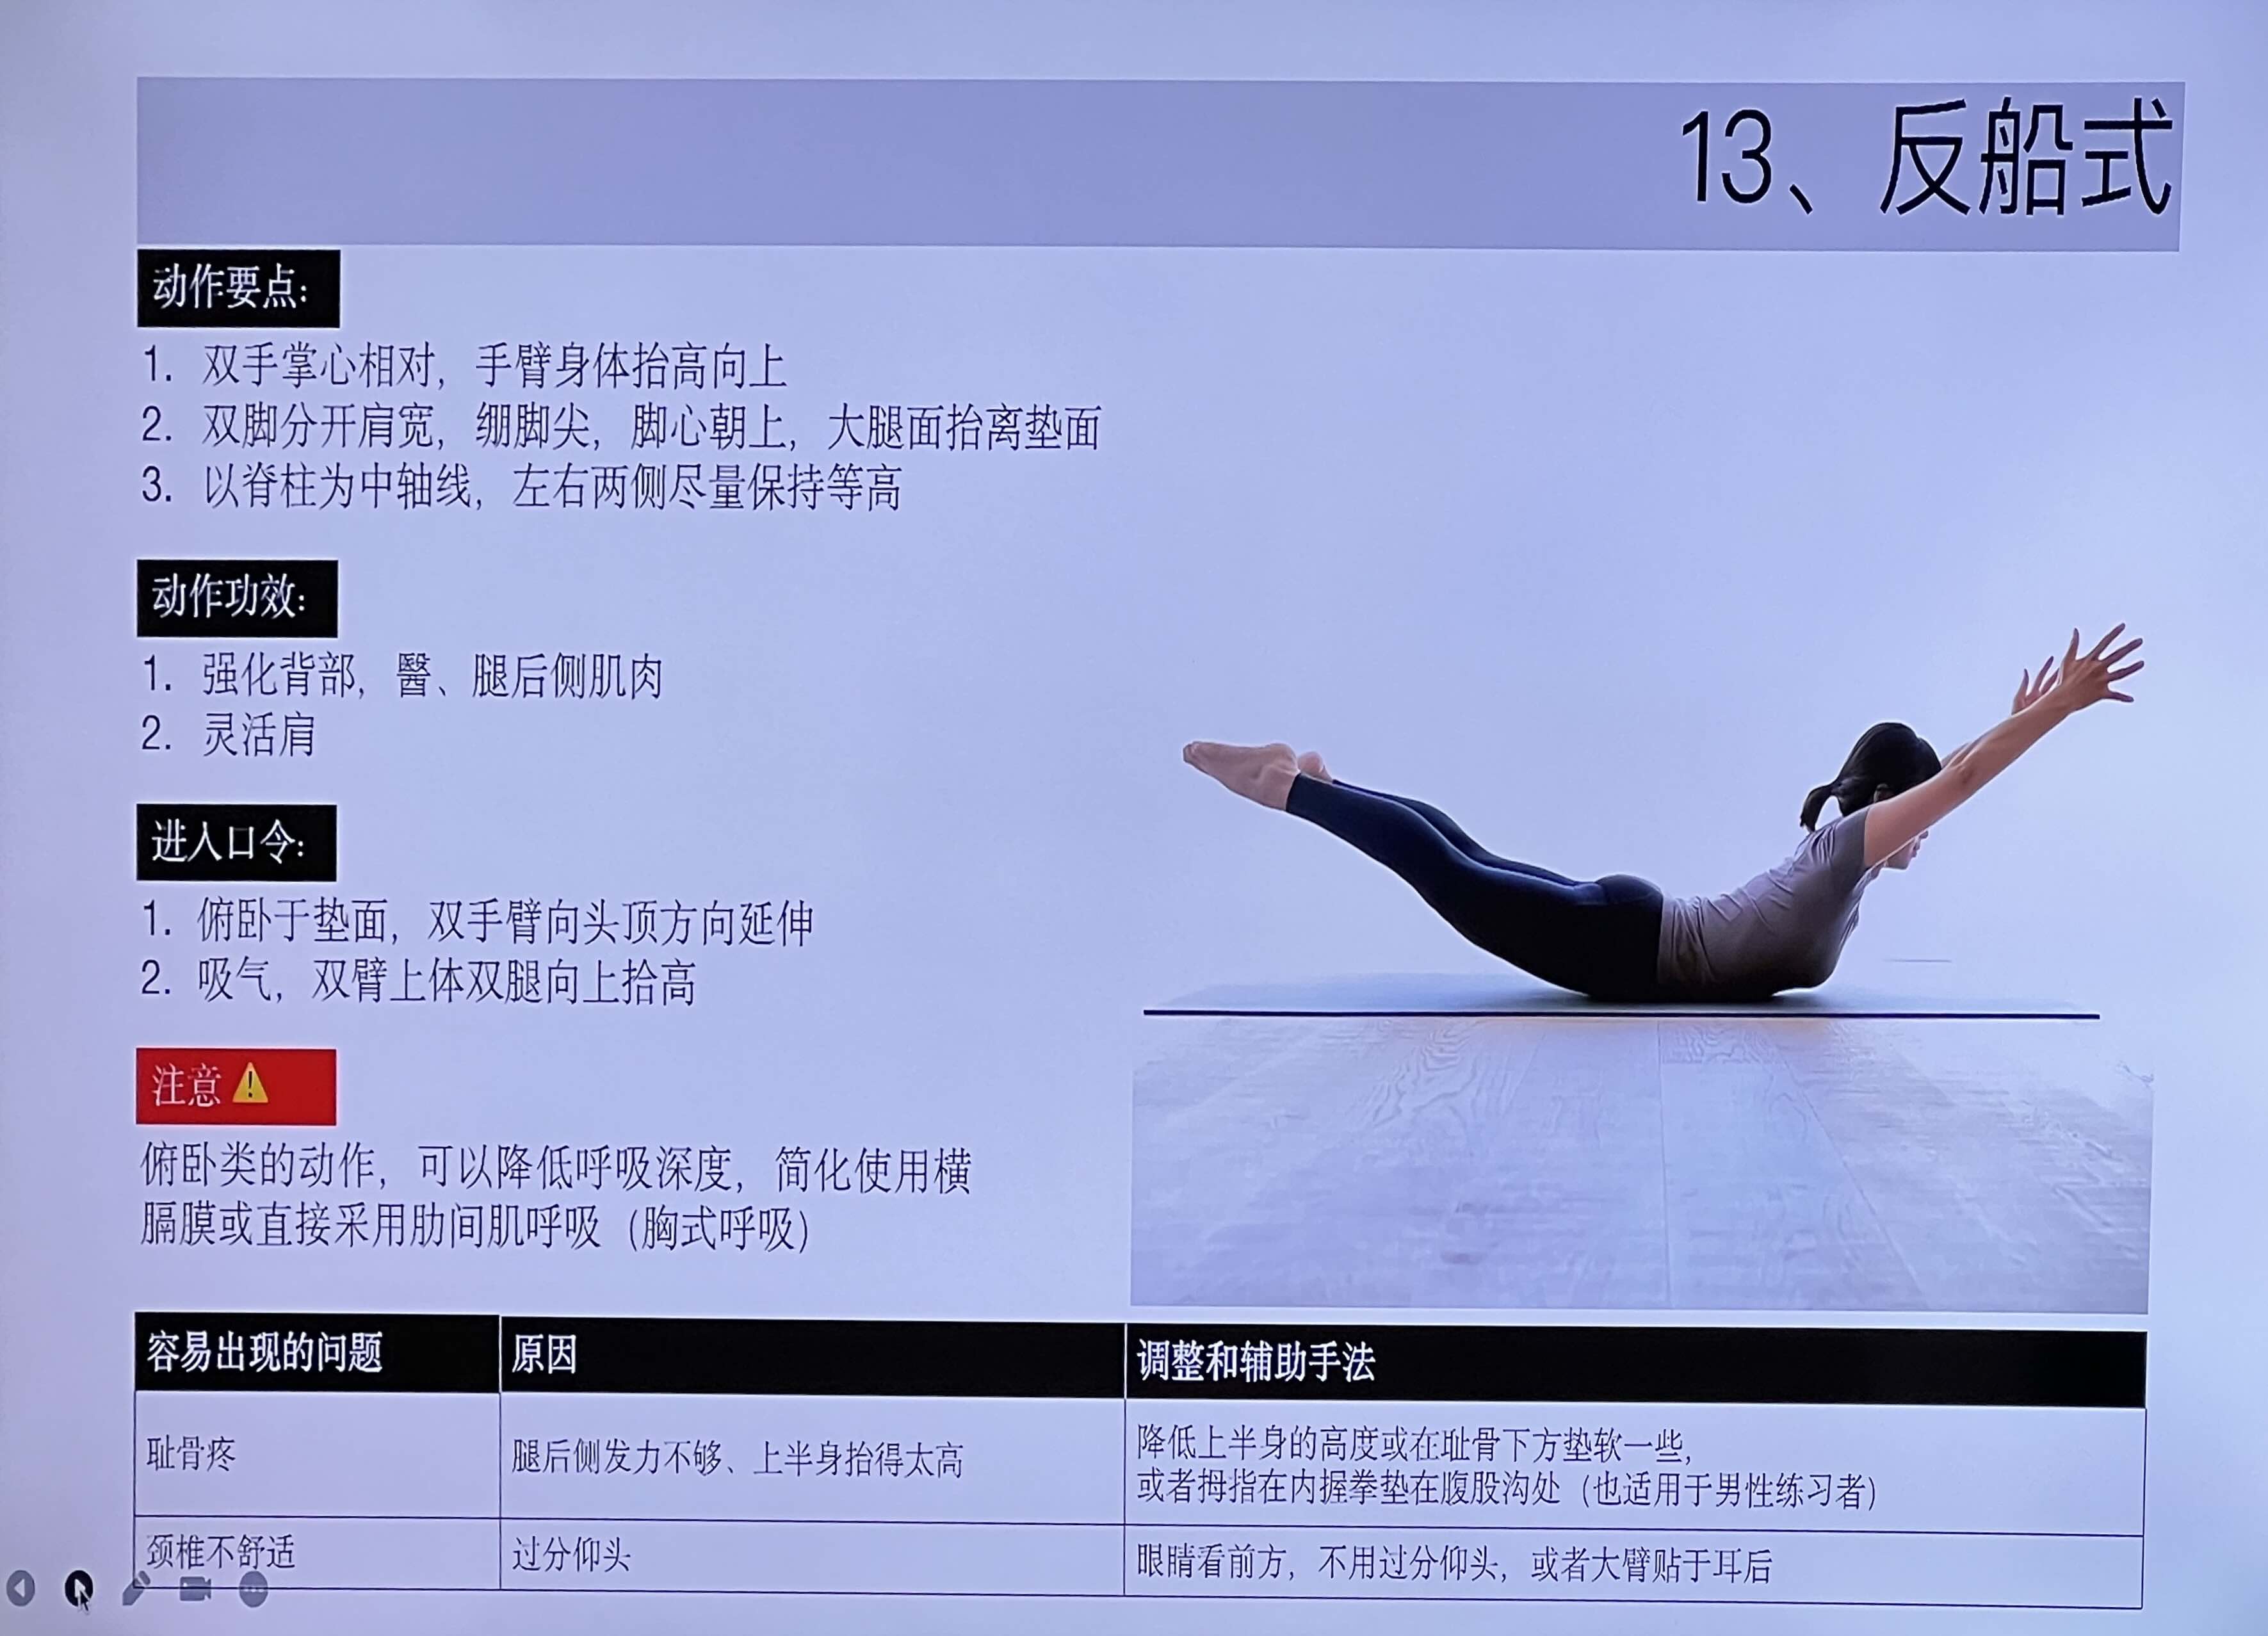 13、反船式
动作要点:
1. 双手掌心相对，手臂身体抬高向上
2. 双脚分开肩宽，绷脚尖，脚心朝上，大腿面抬离垫面
3. 以脊柱为中轴线，左右两侧尽量保持等高
动作功效:
1. 强化背部，醫、腿后侧肌肉
2. 灵活肩
进入口令:
1. 俯卧于垫面，双手臂向头顶方向延伸
2. 吸气，双臂上体双腿向上拾高
注意⚠
俯卧类的动作，可以降低呼吸深度，简化使用横
膈膜或直接采用肋间肌呼吸（胸式呼吸）
容易出现的问题 原因 调整和辅助手法
耻骨疼 腿后侧发力不够、上半身抬得太高 降低上半身的高度或在耻骨下方垫软一些，
或者拇指在内握拳垫在腹股沟处（也适用于男性练习者）
颈椎不舒适 过分仰头 眼睛看前方，不用过分仰头，或者大臂贴于耳后